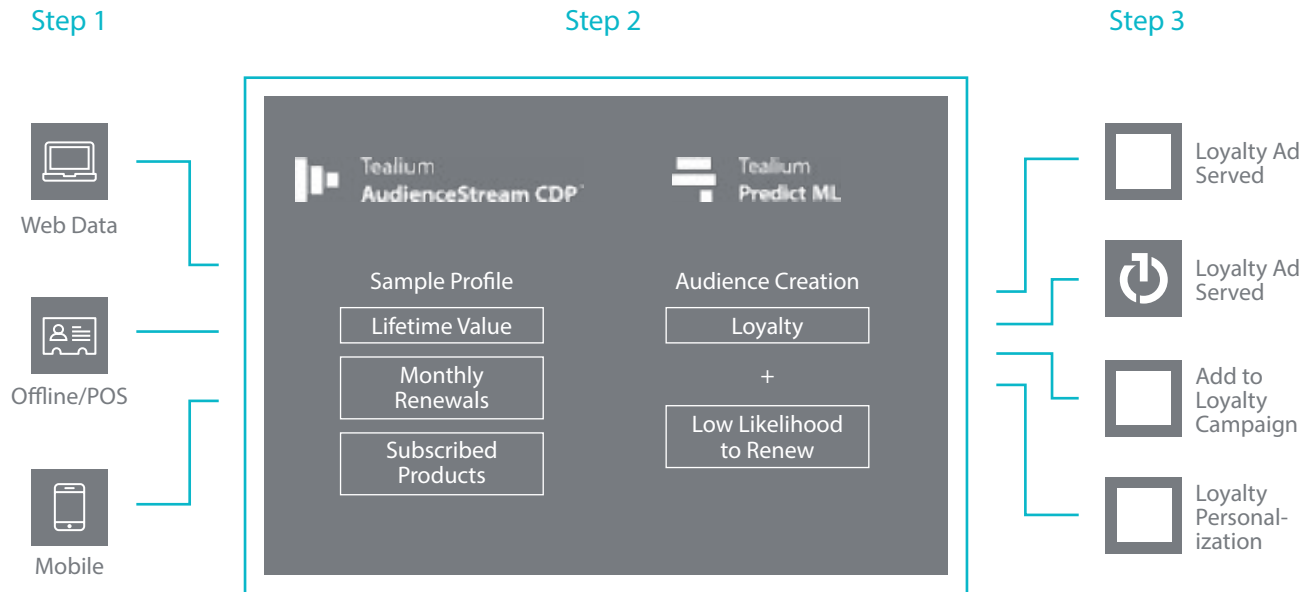 Step 1
Step 2
Step 3
Web Data
Offline/POS
Mobile
Tealium
AudienceStream CDP
Sample Profile
Lifetime Value
Monthly
Renewals
Subscribed
Products
Tealium
Predict ML
Audience Creation
Loyalty
+
Low Likelihood
to Renew
Loyalty Ad
Served
Loyalty Ad
Served
Add to
Loyalty
Campaign
Loyalty
Personal-
ization